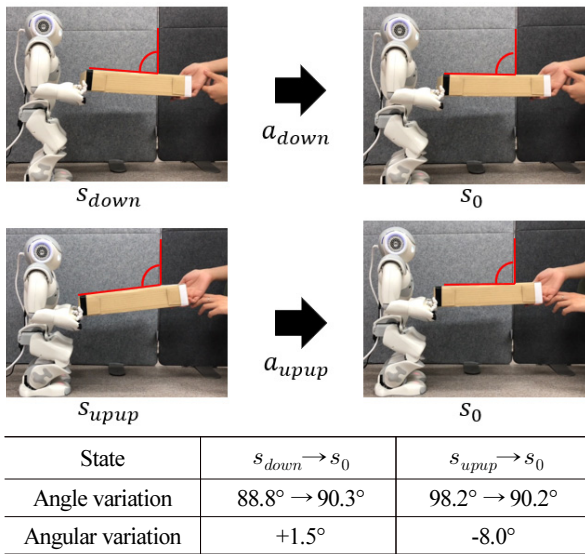 a_down
s_down
s_0
a_upup
s_upup
s_0
State s_down → s_0 s_upup → s_0
Angle variation 88.8° → 90.3° 98.2° → 90.2°
Angular variation +1.5° -8.0°